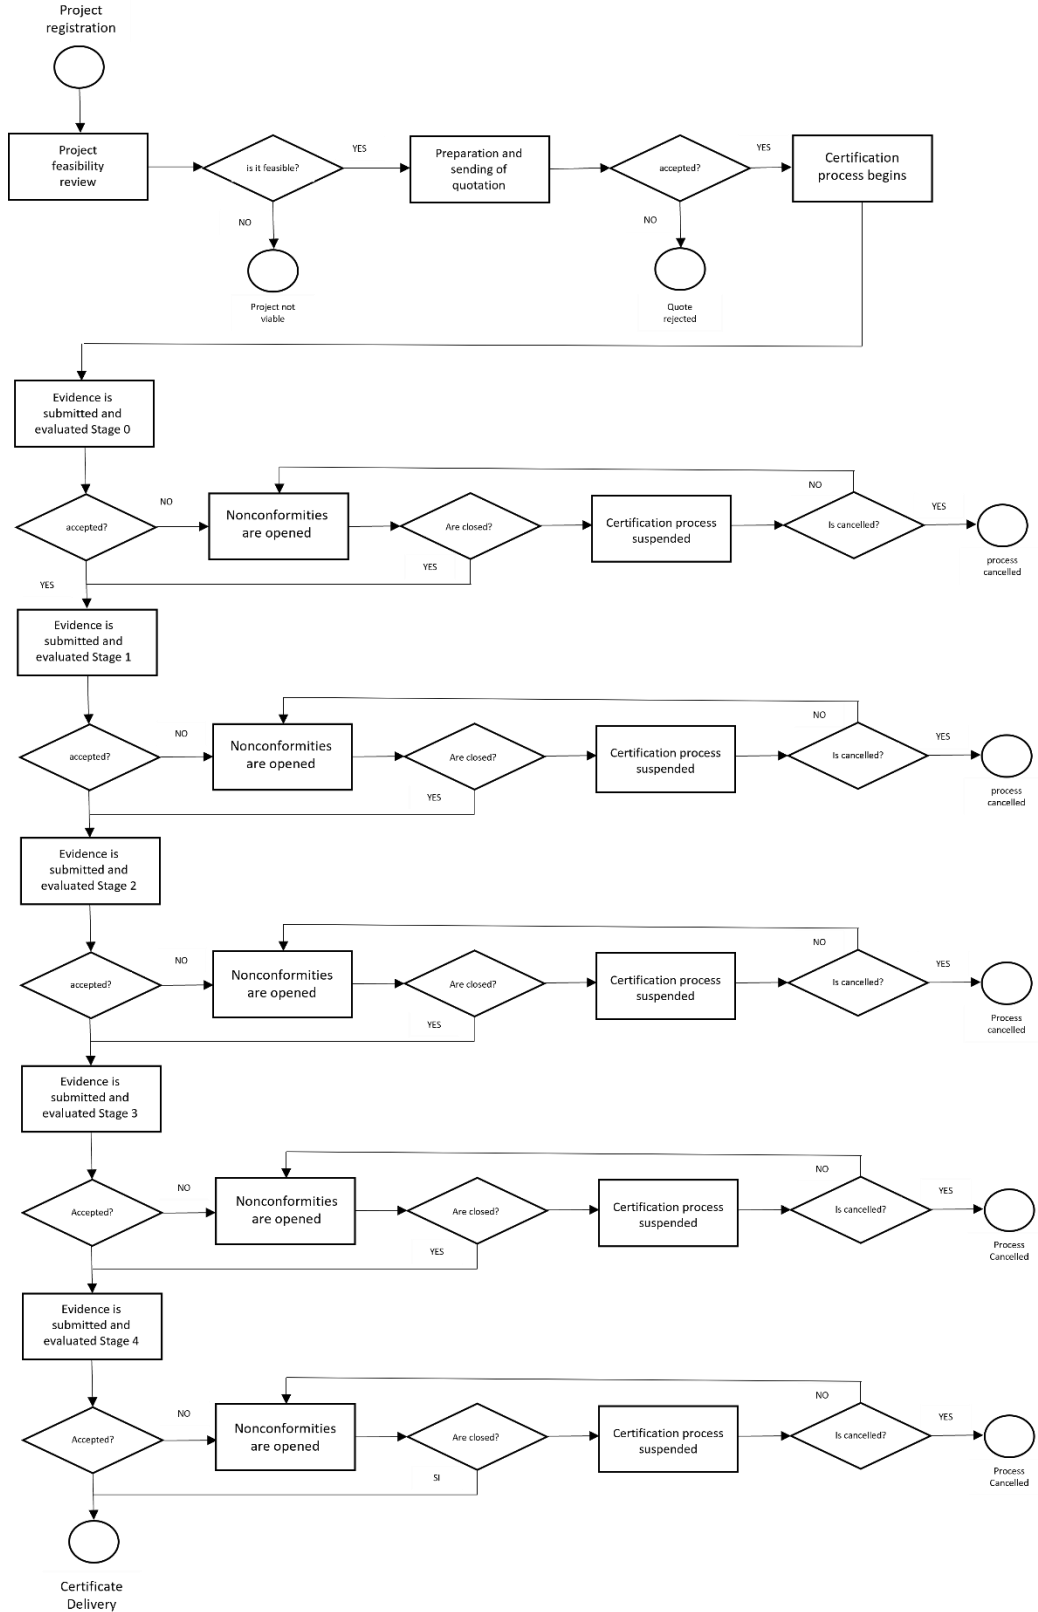 Project
registration
Project
feasibility
review
is it feasible?
YES
NO
Project not
viable
Preparation and
sending of
quotation
accepted?
YES
NO
Quote
rejected
Certification
process begins
Evidence is
submitted and
evaluated Stage 0
accepted?
NO
YES
Nonconformities
are opened
Are closed?
YES
Certification process
suspended
Is cancelled?
NO
YES
process
cancelled
Evidence is
submitted and
evaluated Stage 1
accepted?
NO
Nonconformities
are opened
Are closed?
YES
Certification process
suspended
Is cancelled?
NO
YES
process
cancelled
Evidence is
submitted and
evaluated Stage 2
accepted?
NO
Nonconformities
are opened
Are closed?
YES
Certification process
suspended
Is cancelled?
NO
YES
Process
cancelled
Evidence is
submitted and
evaluated Stage 3
Accepted?
NO
Nonconformities
are opened
Are closed?
YES
Certification process
suspended
Is cancelled?
NO
YES
Process
Cancelled
Evidence is
submitted and
evaluated Stage 4
Accepted?
NO
Nonconformities
are opened
Are closed?
SI
Certification process
suspended
Is cancelled?
NO
YES
Process
Cancelled
Certificate
Delivery